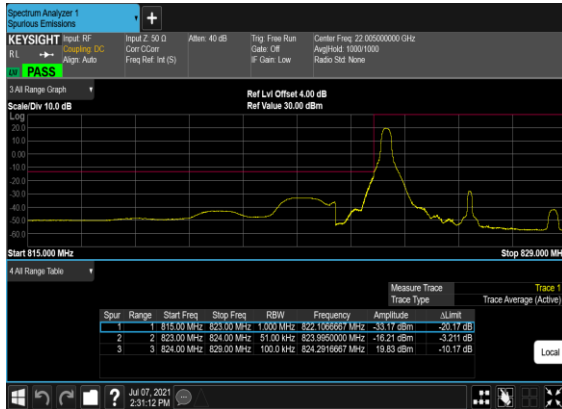 Spectrum Analyzer 1
Spurious Emissions
+
KEYSIGHT Input: RF Input Z: 50 Ω Atten: 40 dB Trig: Free Run Center Freq: 22.005000000 GHz
RL Coupling: DC Corr CCorr Gate: Off Avg|Hold: 1000/1000
Align: Auto Freq Ref: Int (S) IF Gain: Low Radio Std: None
PASS
3 All Range Graph
Ref Lvl Offset 4.00 dB
Scale/Div 10.0 dB Ref Value 30.00 dBm
Log
20.0
10.0
0.00
-10.0
-20.0
-30.0
-40.0
-50.0
-60.0
Start 815.000 MHz Stop 829.000 MH
4 All Range Table
Measure Trace Trace 1
Trace Type Trace Average (Active)
Spur Range Start Freq Stop Freq RBW Frequency Amplitude ΔLimit
1 1 815.00 MHz 823.00 MHz 1.000 MHz 822.1066667 MHz -33.17 dBm -20.17 dB
2 2 823.00 MHz 824.00 MHz 51.00 kHz 823.9950000 MHz -16.21 dBm -3.211 dB
3 3 824.00 MHz 829.00 MHz 100.0 kHz 824.2916667 MHz 19.83 dBm -10.17 dB
Local
? Jul 07, 2021
2:31:12 PM